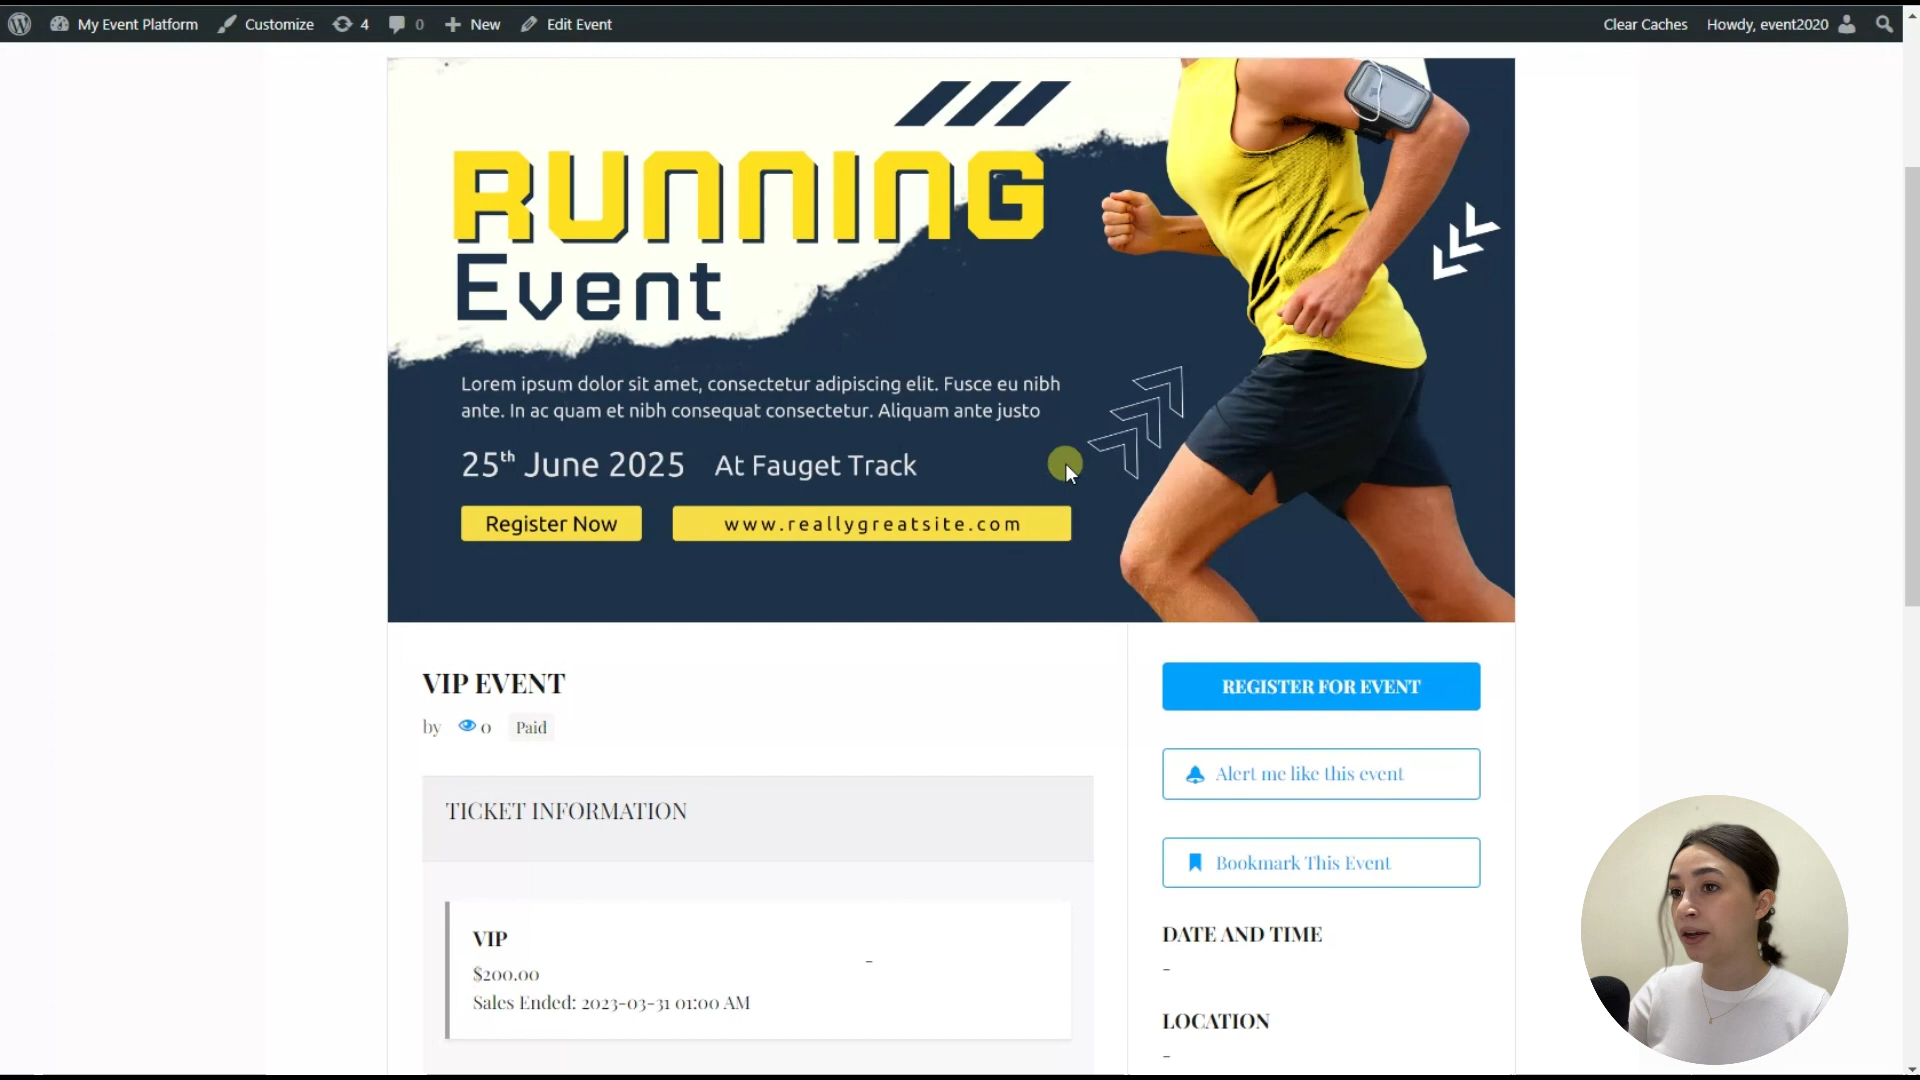 My Event Platform Customize 4 0 New Edit Event Clear Caches Howdy, event2020
RUNNING
Event
Lorem ipsum dolor sit amet, consectetur adipiscing elit. Fusce eu nibh
ante. In ac quam et nibh consequat consectetur. Aliquam ante justo
25th June 2025 At Fauget Track
Register Now www.reallygreatsite.com
VIP EVENT
by 0 Paid
TICKET INFORMATION
VIP
$200.00
-
Sales Ended: 2023-03-31 01:00 AM
REGISTER FOR EVENT
Alert me like this event
Bookmark This Event
DATE AND TIME
-
LOCATION
-